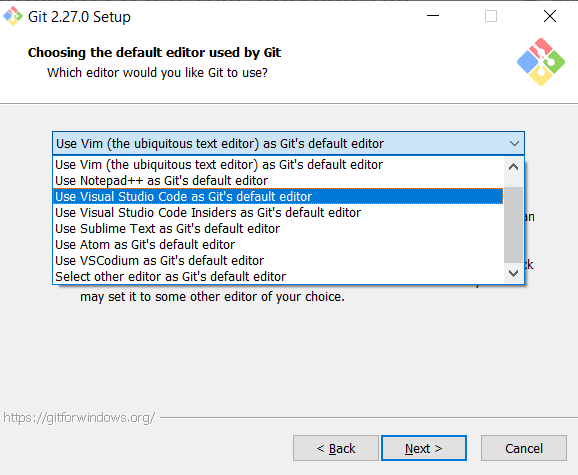 Git 2.27.0 Setup
Choosing the default editor used by Git
Which editor would you like Git to use?
Use Vim (the ubiquitous text editor) as Git's default editor
Use Vim (the ubiquitous text editor) as Git's default editor
Use Notepad++ as Git's default editor
Use Visual Studio Code as Git's default editor
Use Visual Studio Code Insiders as Git's default editor
an
Use Sublime Text as Git's default editor
Use Atom as Git's default editor
Use VSCodium as Git's default editor
Select other editor as Git's default editor
may set it to some other editor of your choice.
https://gitforwindows.org/
< Back
Next >
Cancel